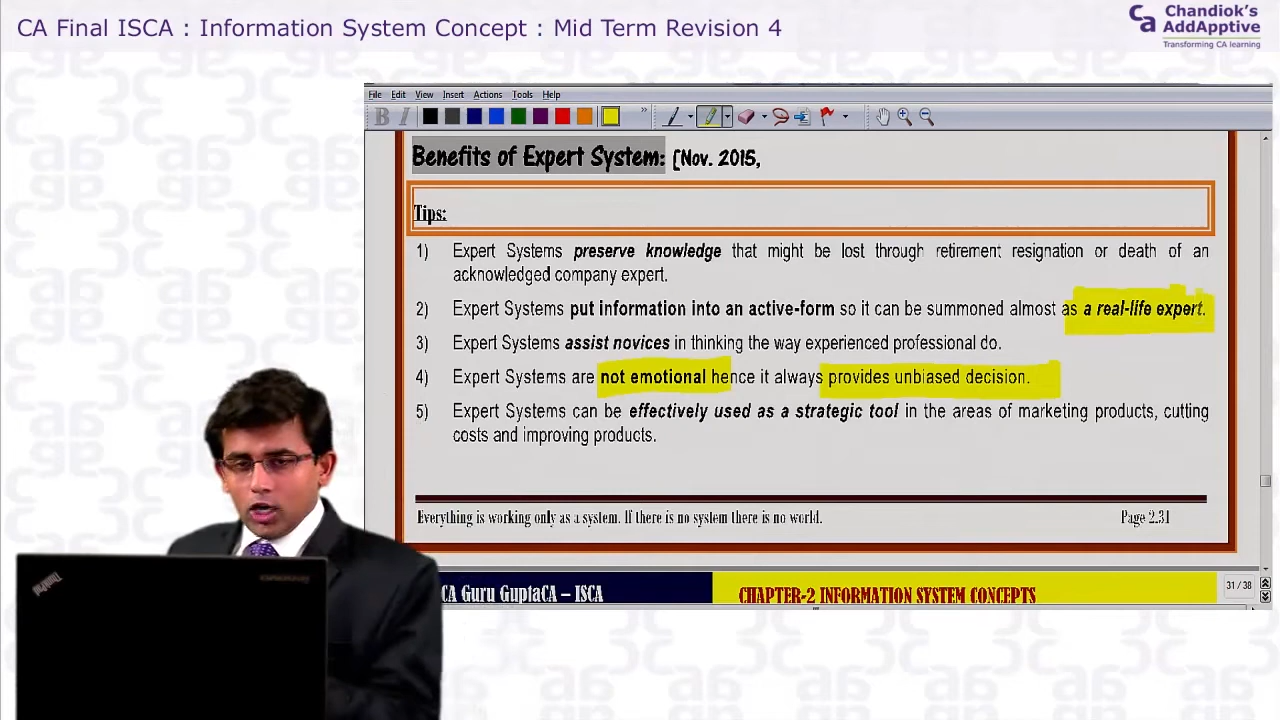 CA Final ISCA : Information System Concept : Mid Term Revision 4
Ca Chandiok's
AddApptive
Transforming CA learning
File Edit View Insert Actions Tools Help
B I
Benefits of Expert System: [Nov. 2015,
Tips:
1) Expert Systems preserve knowledge that might be lost through retirement resignation or death of an
acknowledged company expert.
2) Expert Systems put information into an active-form so it can be summoned almost as a real-life expert.
3) Expert Systems assist novices in thinking the way experienced professional do.
4) Expert Systems are not emotional hence it always provides unbiased decision.
5) Expert Systems can be effectively used as a strategic tool in the areas of marketing products, cutting
costs and improving products.
Everything is working only as a system. If there is no system there is no world. Page 2.31
CA Guru GuptaCA – ISCA CHAPTER-2 INFORMATION SYSTEM CONCEPTS
31 / 38
ThinkPad